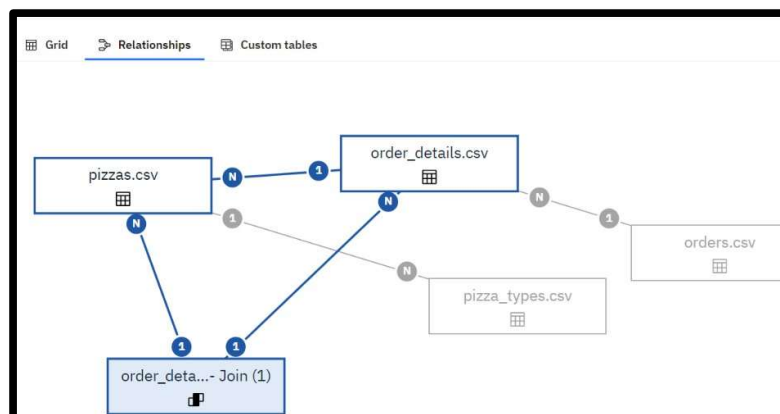 Grid Relationships Custom tables
order_details.csv
pizzas.csv
N 1
N N N
1 1
orders.csv
N
pizza_types.csv
1 1
order_deta...- Join (1)